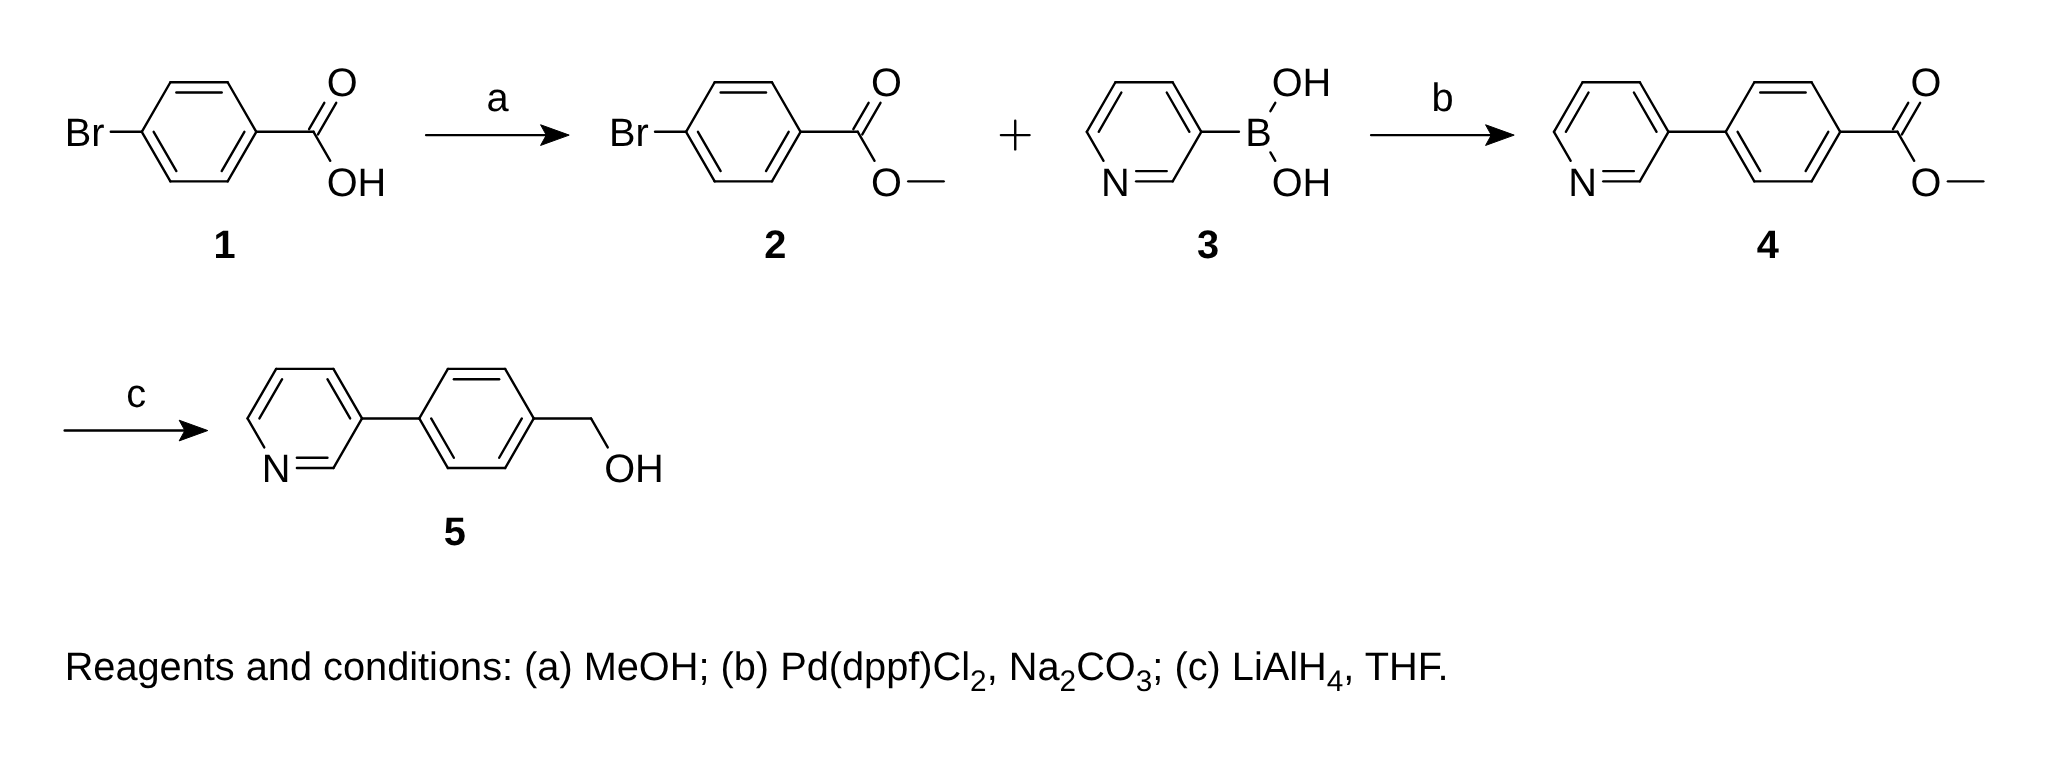 a b
Br O OH Br O O N B OH OH N O O
1 2 3 4
c
N OH
5
Reagents and conditions: (a) MeOH; (b) Pd(dppf)Cl₂, Na₂CO₃; (c) LiAlH₄, THF.